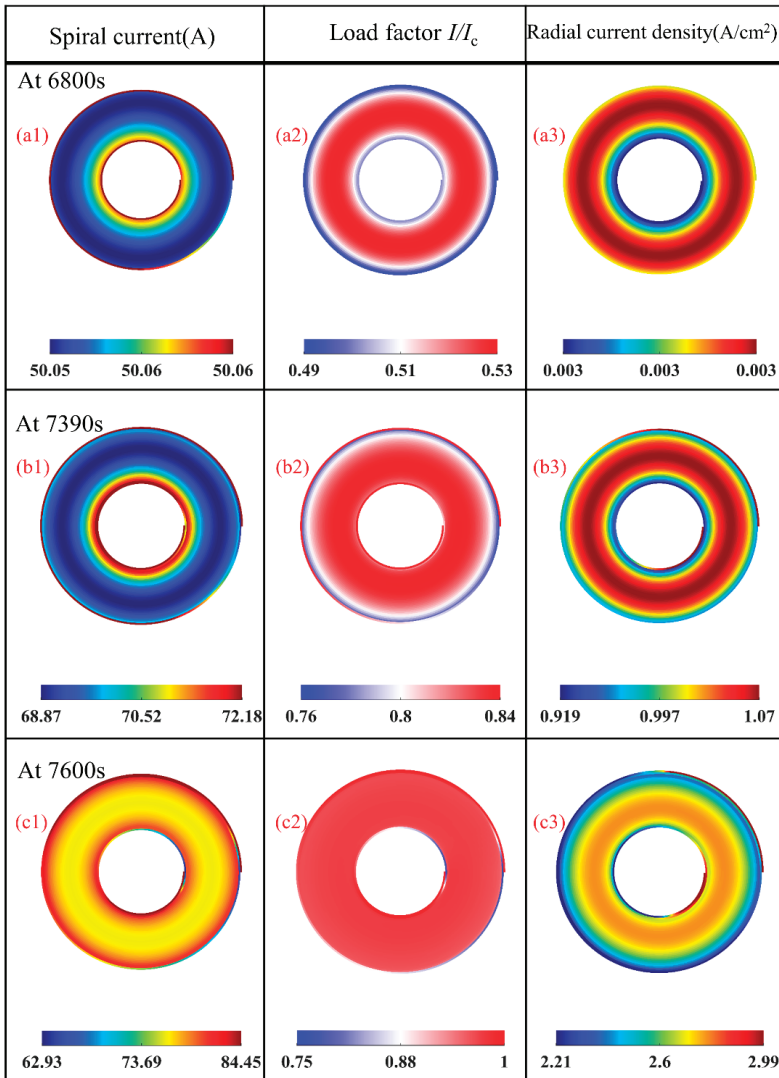 Spiral current(A)
Load factor I/Ic
Radial current density(A/cm²)
At 6800s
(a1)
(a2)
(a3)
50.05 50.06 50.06
0.49 0.51 0.53
0.003 0.003 0.003
At 7390s
(b1)
(b2)
(b3)
68.87 70.52 72.18
0.76 0.8 0.84
0.919 0.997 1.07
At 7600s
(c1)
(c2)
(c3)
62.93 73.69 84.45
0.75 0.88 1
2.21 2.6 2.99